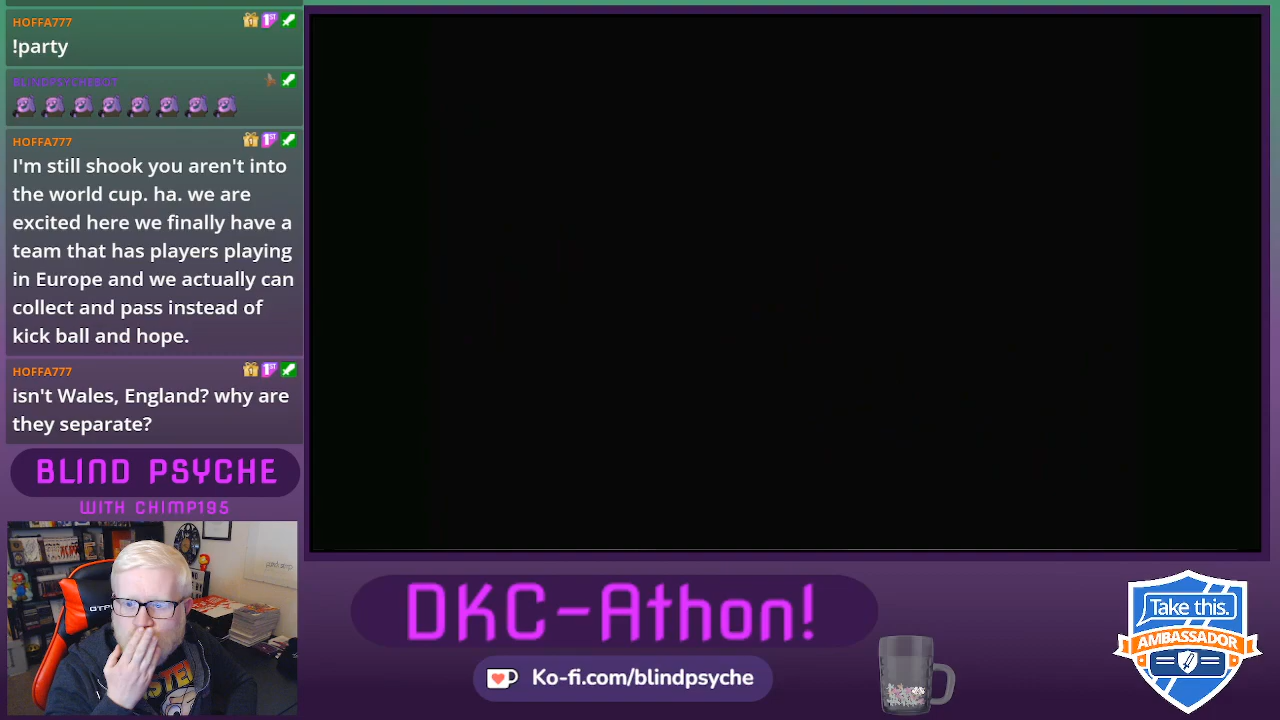 HOFFA777
!party
BLINDPSYCHEBOT
HOFFA777
I'm still shook you aren't into
the world cup. ha. we are
excited here we finally have a
team that has players playing
in Europe and we actually can
collect and pass instead of
kick ball and hope.
HOFFA777
isn't Wales, England? why are
they separate?
BLIND PSYCHE
WITH CHIMP195
DKC-Athon!
Ko-fi.com/blindpsyche
Take this.
AMBASSADOR